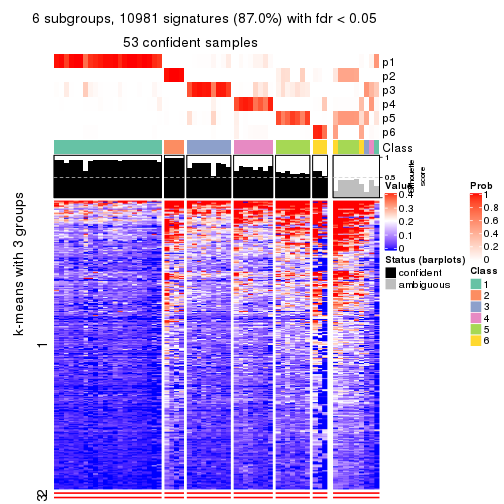 6 subgroups, 10981 signatures (87.0%) with fdr < 0.05
53 confident samples
p1
p2
p3
p4
p5
p6
Class
1
0.5
0
silhouette
score
k-means with 3 groups
1
3
2
Value
0.4
0.3
0.2
0.1
0
Status (barplots)
confident
ambiguous
Prob
1
0.8
0.6
0.4
0.2
0
Class
1
2
3
4
5
6